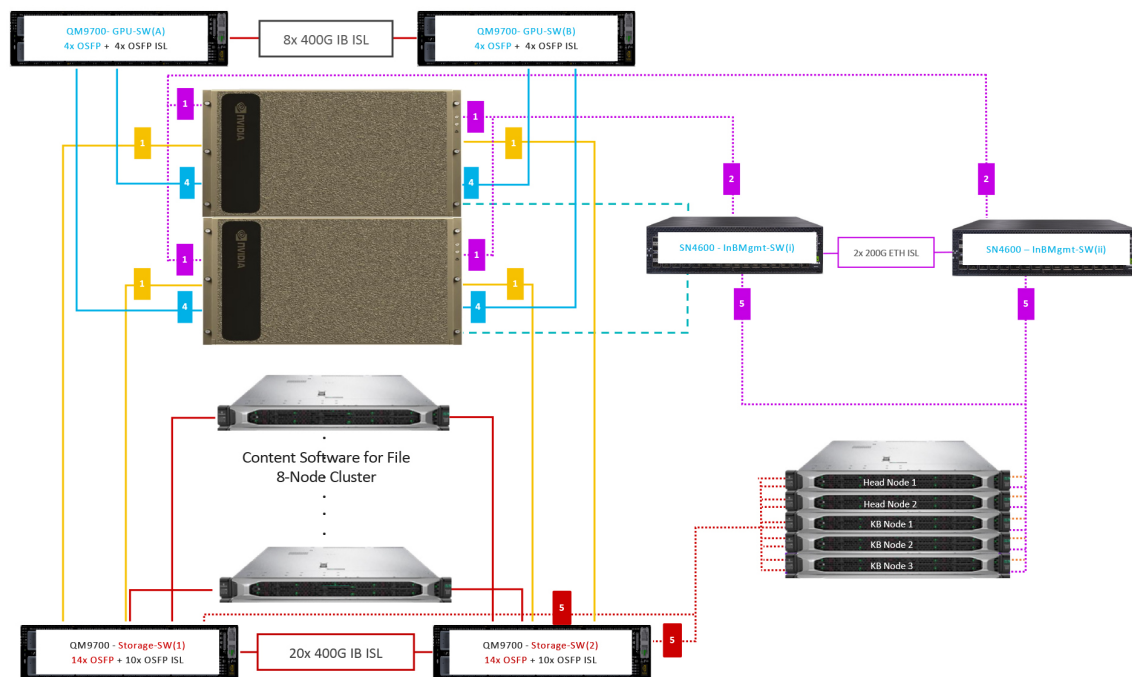 QM9700- GPU-SW(A)
4x OSFP + 4x OSFP ISL
8x 400G IB ISL
QM9700- GPU-SW(B)
4x OSFP + 4x OSFP ISL
1
1
1
1
NVIDIA
4
4
2
2
SN4600 - InBMgmt-SW(i)
2x 200G ETH ISL
SN4600 – InBMgmt-SW(ii)
1
1
1
1
NVIDIA
4
4
5
5
Content Software for File
8-Node Cluster
Head Node 1
Head Node 2
KB Node 1
KB Node 2
KB Node 3
5
5
QM9700 - Storage-SW(1)
14x OSFP + 10x OSFP ISL
20x 400G IB ISL
QM9700 - Storage-SW(2)
14x OSFP + 10x OSFP ISL